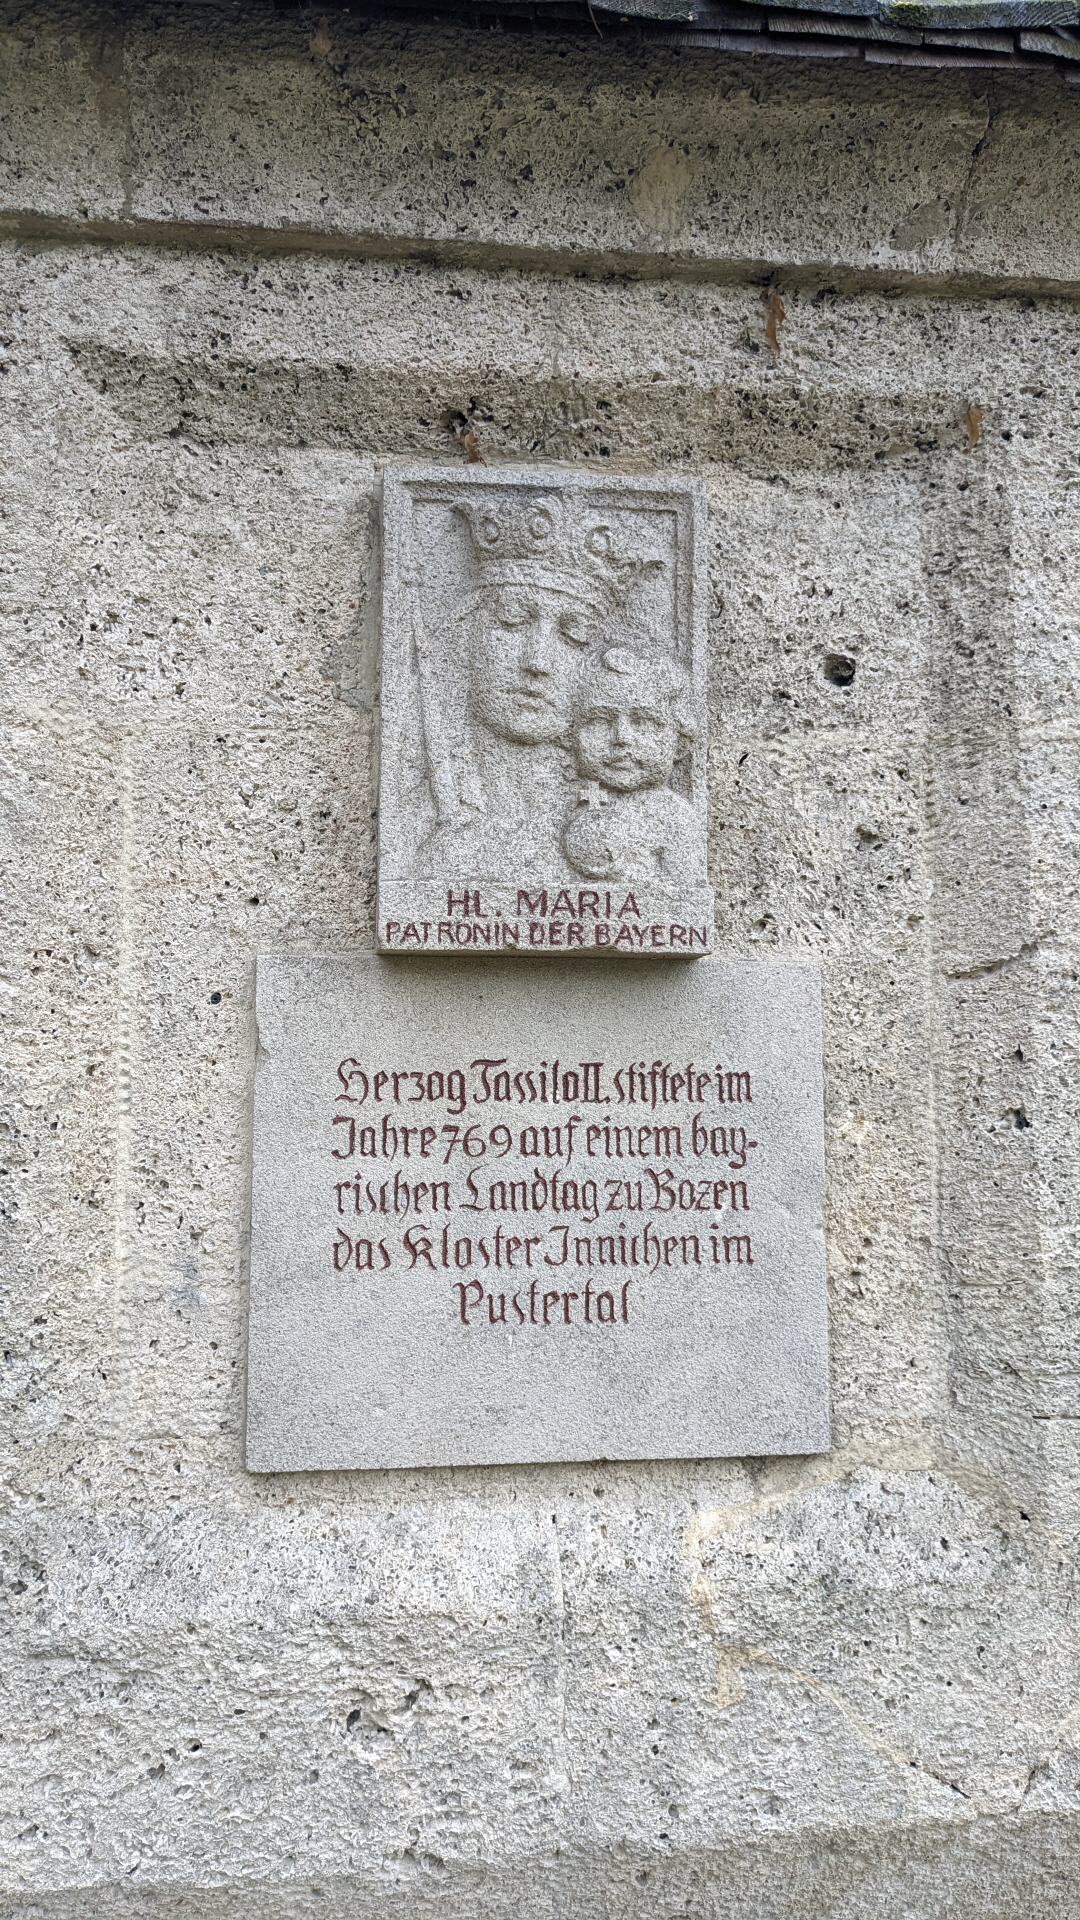 HL. MARIA
PATRONIN DER BAYERN
Herzog Tassilo II. stiftete im
Jahre 769 auf einem bay-
rischen Landtag zu Bozen
das Kloster Innichen im
Pustertal